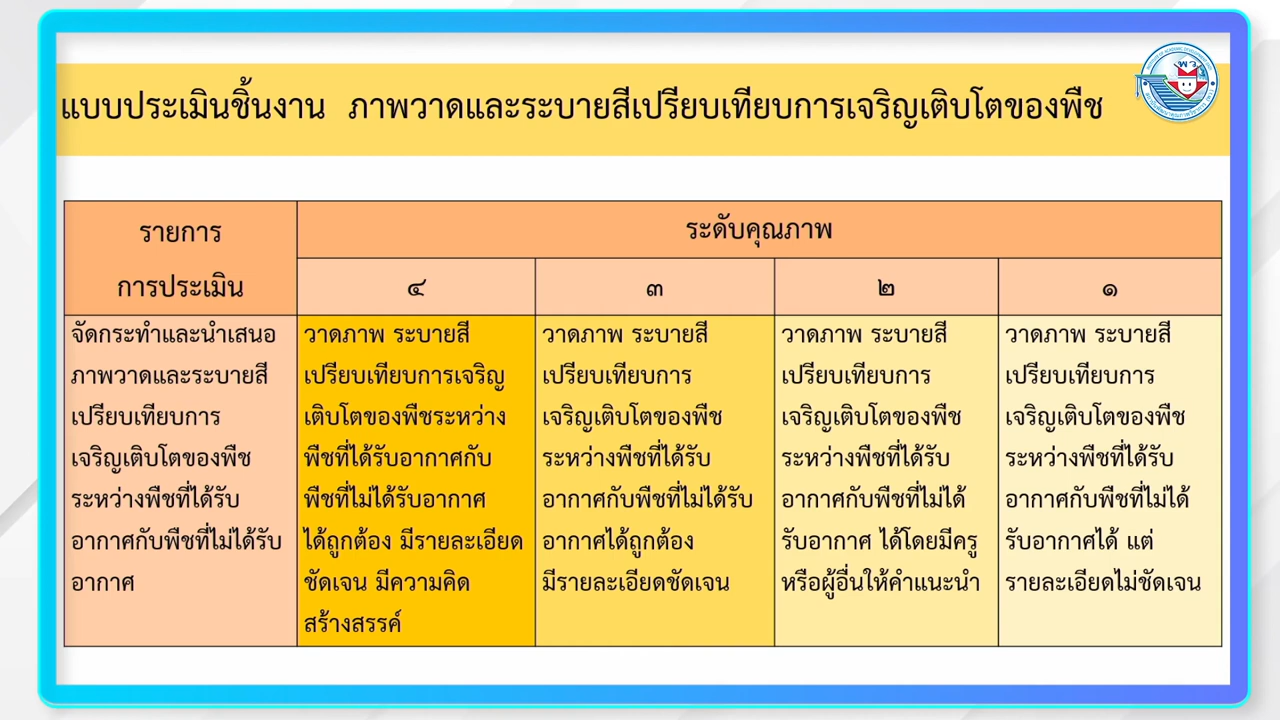 แบบประเมินชิ้นงาน ภาพวาดและระบายสีเปรียบเทียบการเจริญเติบโตของพืช
พว
รายการ
การประเมิน
ระดับคุณภาพ
๔
๓
๒
๑
จัดกระทำและนำเสนอ
ภาพวาดและระบายสี
เปรียบเทียบการ
เจริญเติบโตของพืช
ระหว่างพืชที่ได้รับ
อากาศกับพืชที่ไม่ได้รับ
อากาศ
วาดภาพ ระบายสี
เปรียบเทียบการเจริญ
เติบโตของพืชระหว่าง
พืชที่ได้รับอากาศกับ
พืชที่ไม่ได้รับอากาศ
ได้ถูกต้อง มีรายละเอียด
ชัดเจน มีความคิด
สร้างสรรค์
วาดภาพ ระบายสี
เปรียบเทียบการ
เจริญเติบโตของพืช
ระหว่างพืชที่ได้รับ
อากาศกับพืชที่ไม่ได้รับ
อากาศได้ถูกต้อง
มีรายละเอียดชัดเจน
วาดภาพ ระบายสี
เปรียบเทียบการ
เจริญเติบโตของพืช
ระหว่างพืชที่ได้รับ
อากาศกับพืชที่ไม่ได้
รับอากาศ ได้โดยมีครู
หรือผู้อื่นให้คำแนะนำ
วาดภาพ ระบายสี
เปรียบเทียบการ
เจริญเติบโตของพืช
ระหว่างพืชที่ได้รับ
อากาศกับพืชที่ไม่ได้
รับอากาศได้ แต่
รายละเอียดไม่ชัดเจน